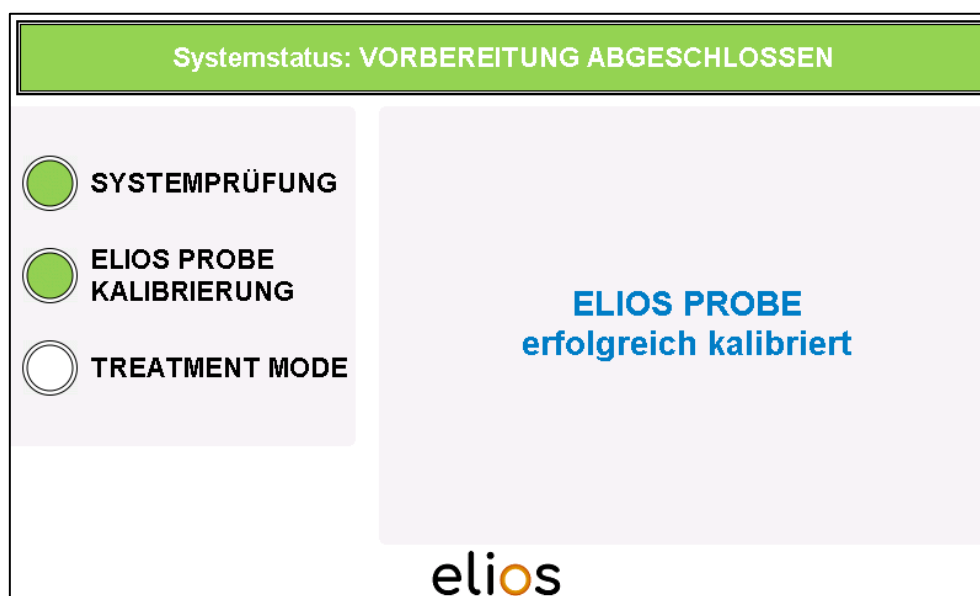 Systemstatus: VORBEREITUNG ABGESCHLOSSEN
SYSTEMPRÜFUNG
ELIOS PROBE
KALIBRIERUNG
TREATMENT MODE
ELIOS PROBE
erfolgreich kalibriert
elios